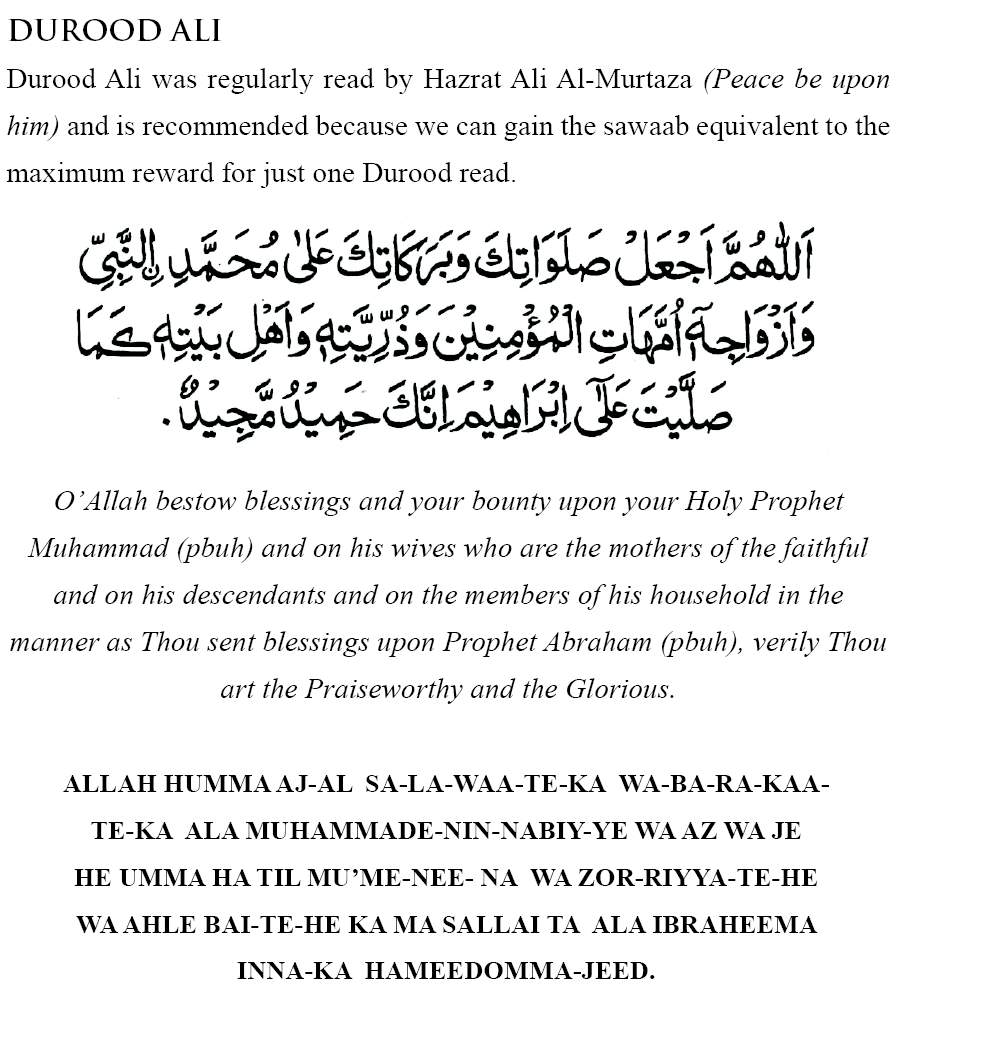 DUROOD ALI
Durood Ali was regularly read by Hazrat Ali Al-Murtaza (Peace be upon
him) and is recommended because we can gain the sawaab equivalent to the
maximum reward for just one Durood read.
اَللّٰهُمَّ اجْعَلْ صَلَوَاتِكَ وَبَرَكَاتِكَ عَلٰى مُحَمَّدِ ۣالنَّبِيِّ
وَاَزْوَاجِهٖٓ اُمَّهَاتِ الْمُؤْمِنِيْنَ وَذُرِّيَّتِهٖ وَاَهْلِ بَيْتِهٖ كَمَا
صَلَّيْتَ عَلٰٓى اِبْرَاهِيْمَ اِنَّكَ حَمِيْدٌ مَّجِيْدٌ.
O’Allah bestow blessings and your bounty upon your Holy Prophet
Muhammad (pbuh) and on his wives who are the mothers of the faithful
and on his descendants and on the members of his household in the
manner as Thou sent blessings upon Prophet Abraham (pbuh), verily Thou
art the Praiseworthy and the Glorious.
ALLAH HUMMA AJ-AL SA-LA-WAA-TE-KA WA-BA-RA-KAA-
TE-KA ALA MUHAMMADE-NIN-NABIY-YE WA AZ WA JE
HE UMMA HA TIL MU’ME-NEE- NA WA ZOR-RIYYA-TE-HE
WA AHLE BAI-TE-HE KA MA SALLAI TA ALA IBRAHEEMA
INNA-KA HAMEEDOMMA-JEED.